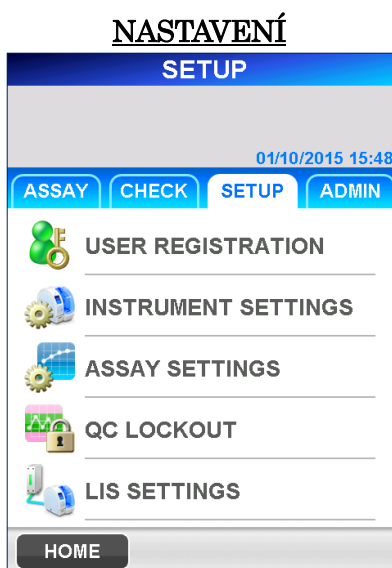 NASTAVENÍ
SETUP
01/10/2015 15:48
ASSAY CHECK SETUP ADMIN
USER REGISTRATION
INSTRUMENT SETTINGS
ASSAY SETTINGS
QC LOCKOUT
LIS SETTINGS
HOME